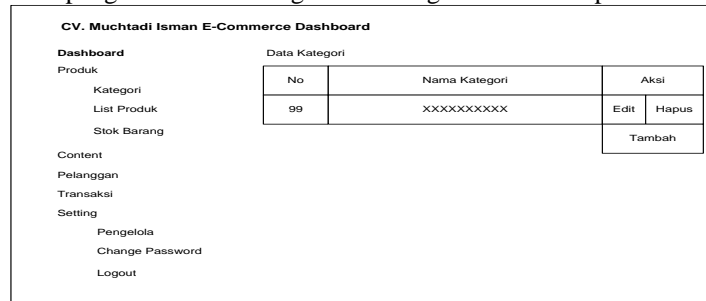 CV. Muchtadi Isman E-Commerce Dashboard
Dashboard
Produk
Kategori
List Produk
Stok Barang
Content
Pelanggan
Transaksi
Setting
Pengelola
Change Password
Logout
Data Kategori
No Nama Kategori Aksi
99 XXXXXXXXXX Edit Hapus
Tambah